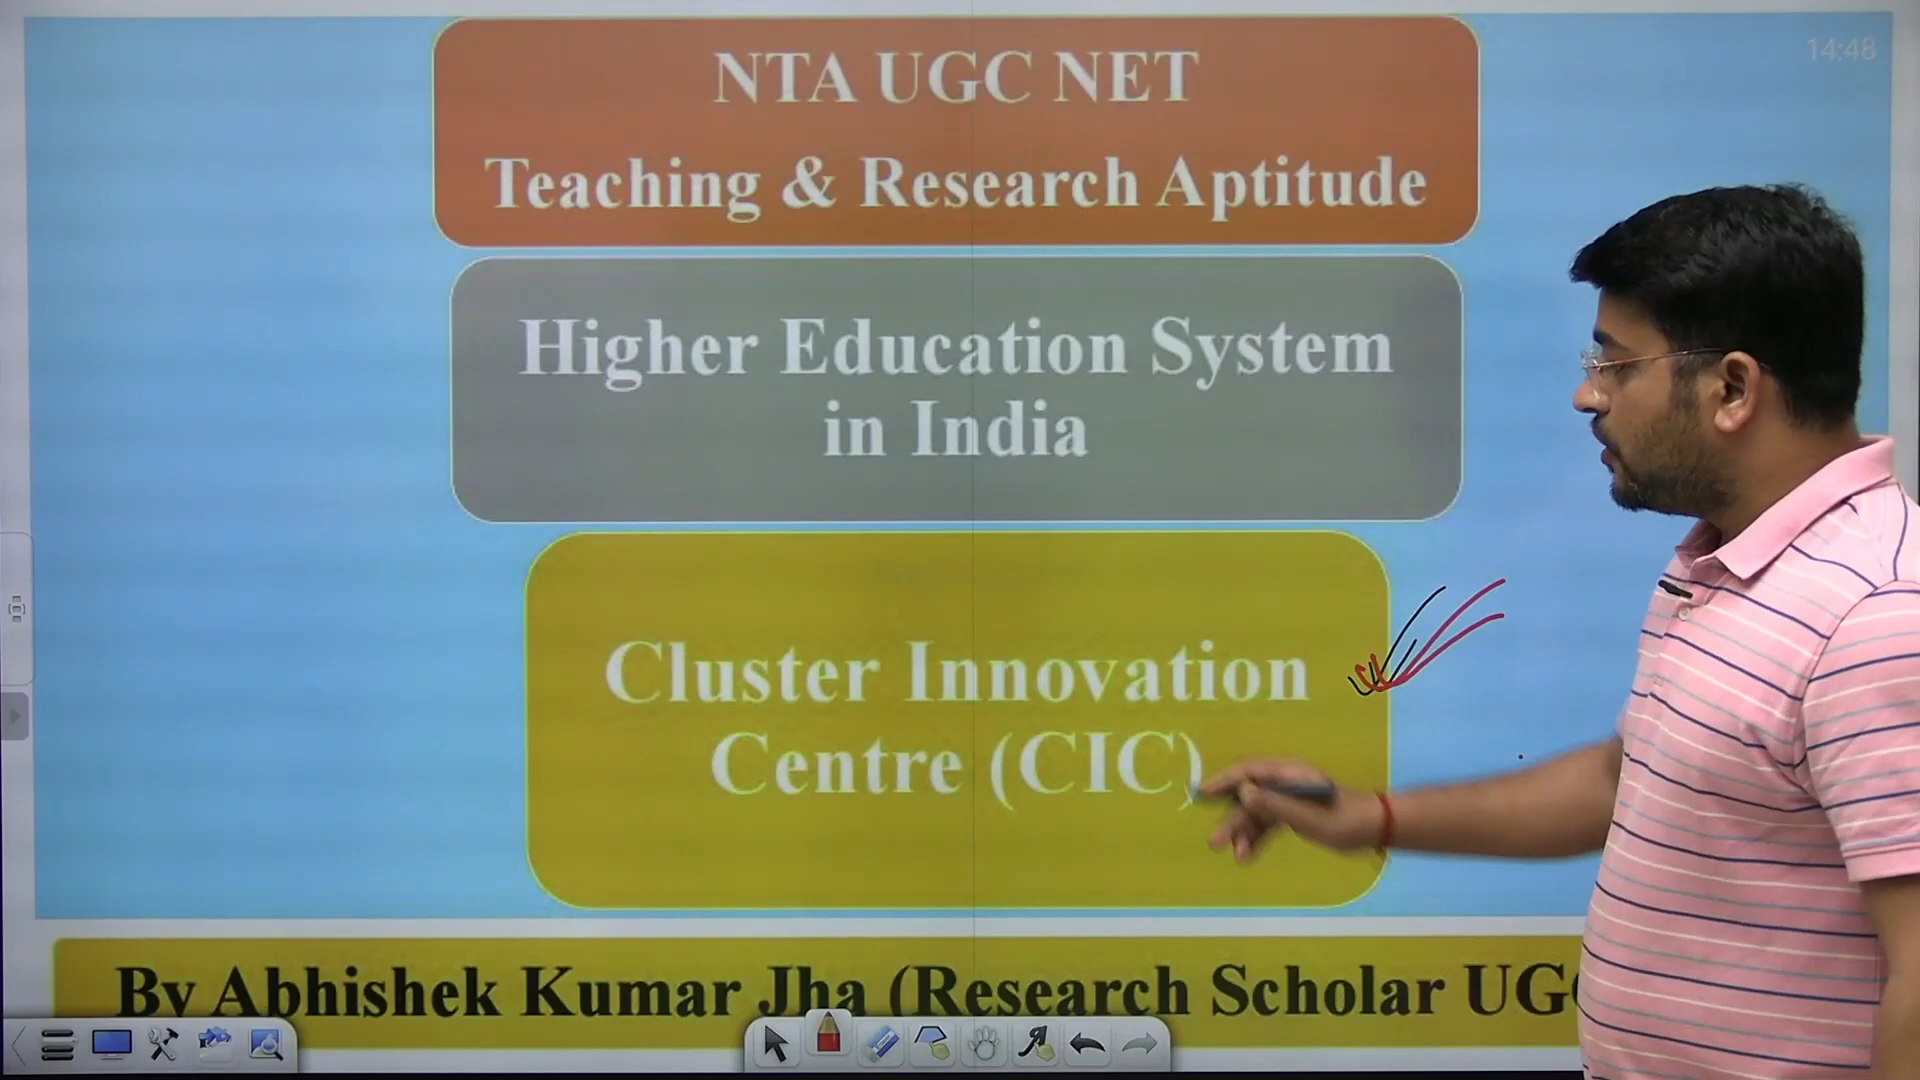 14:48
NTA UGC NET
Teaching & Research Aptitude
Higher Education System
in India
Cluster Innovation
Centre (CIC)
By Abhishek Kumar Jha (Research Scholar